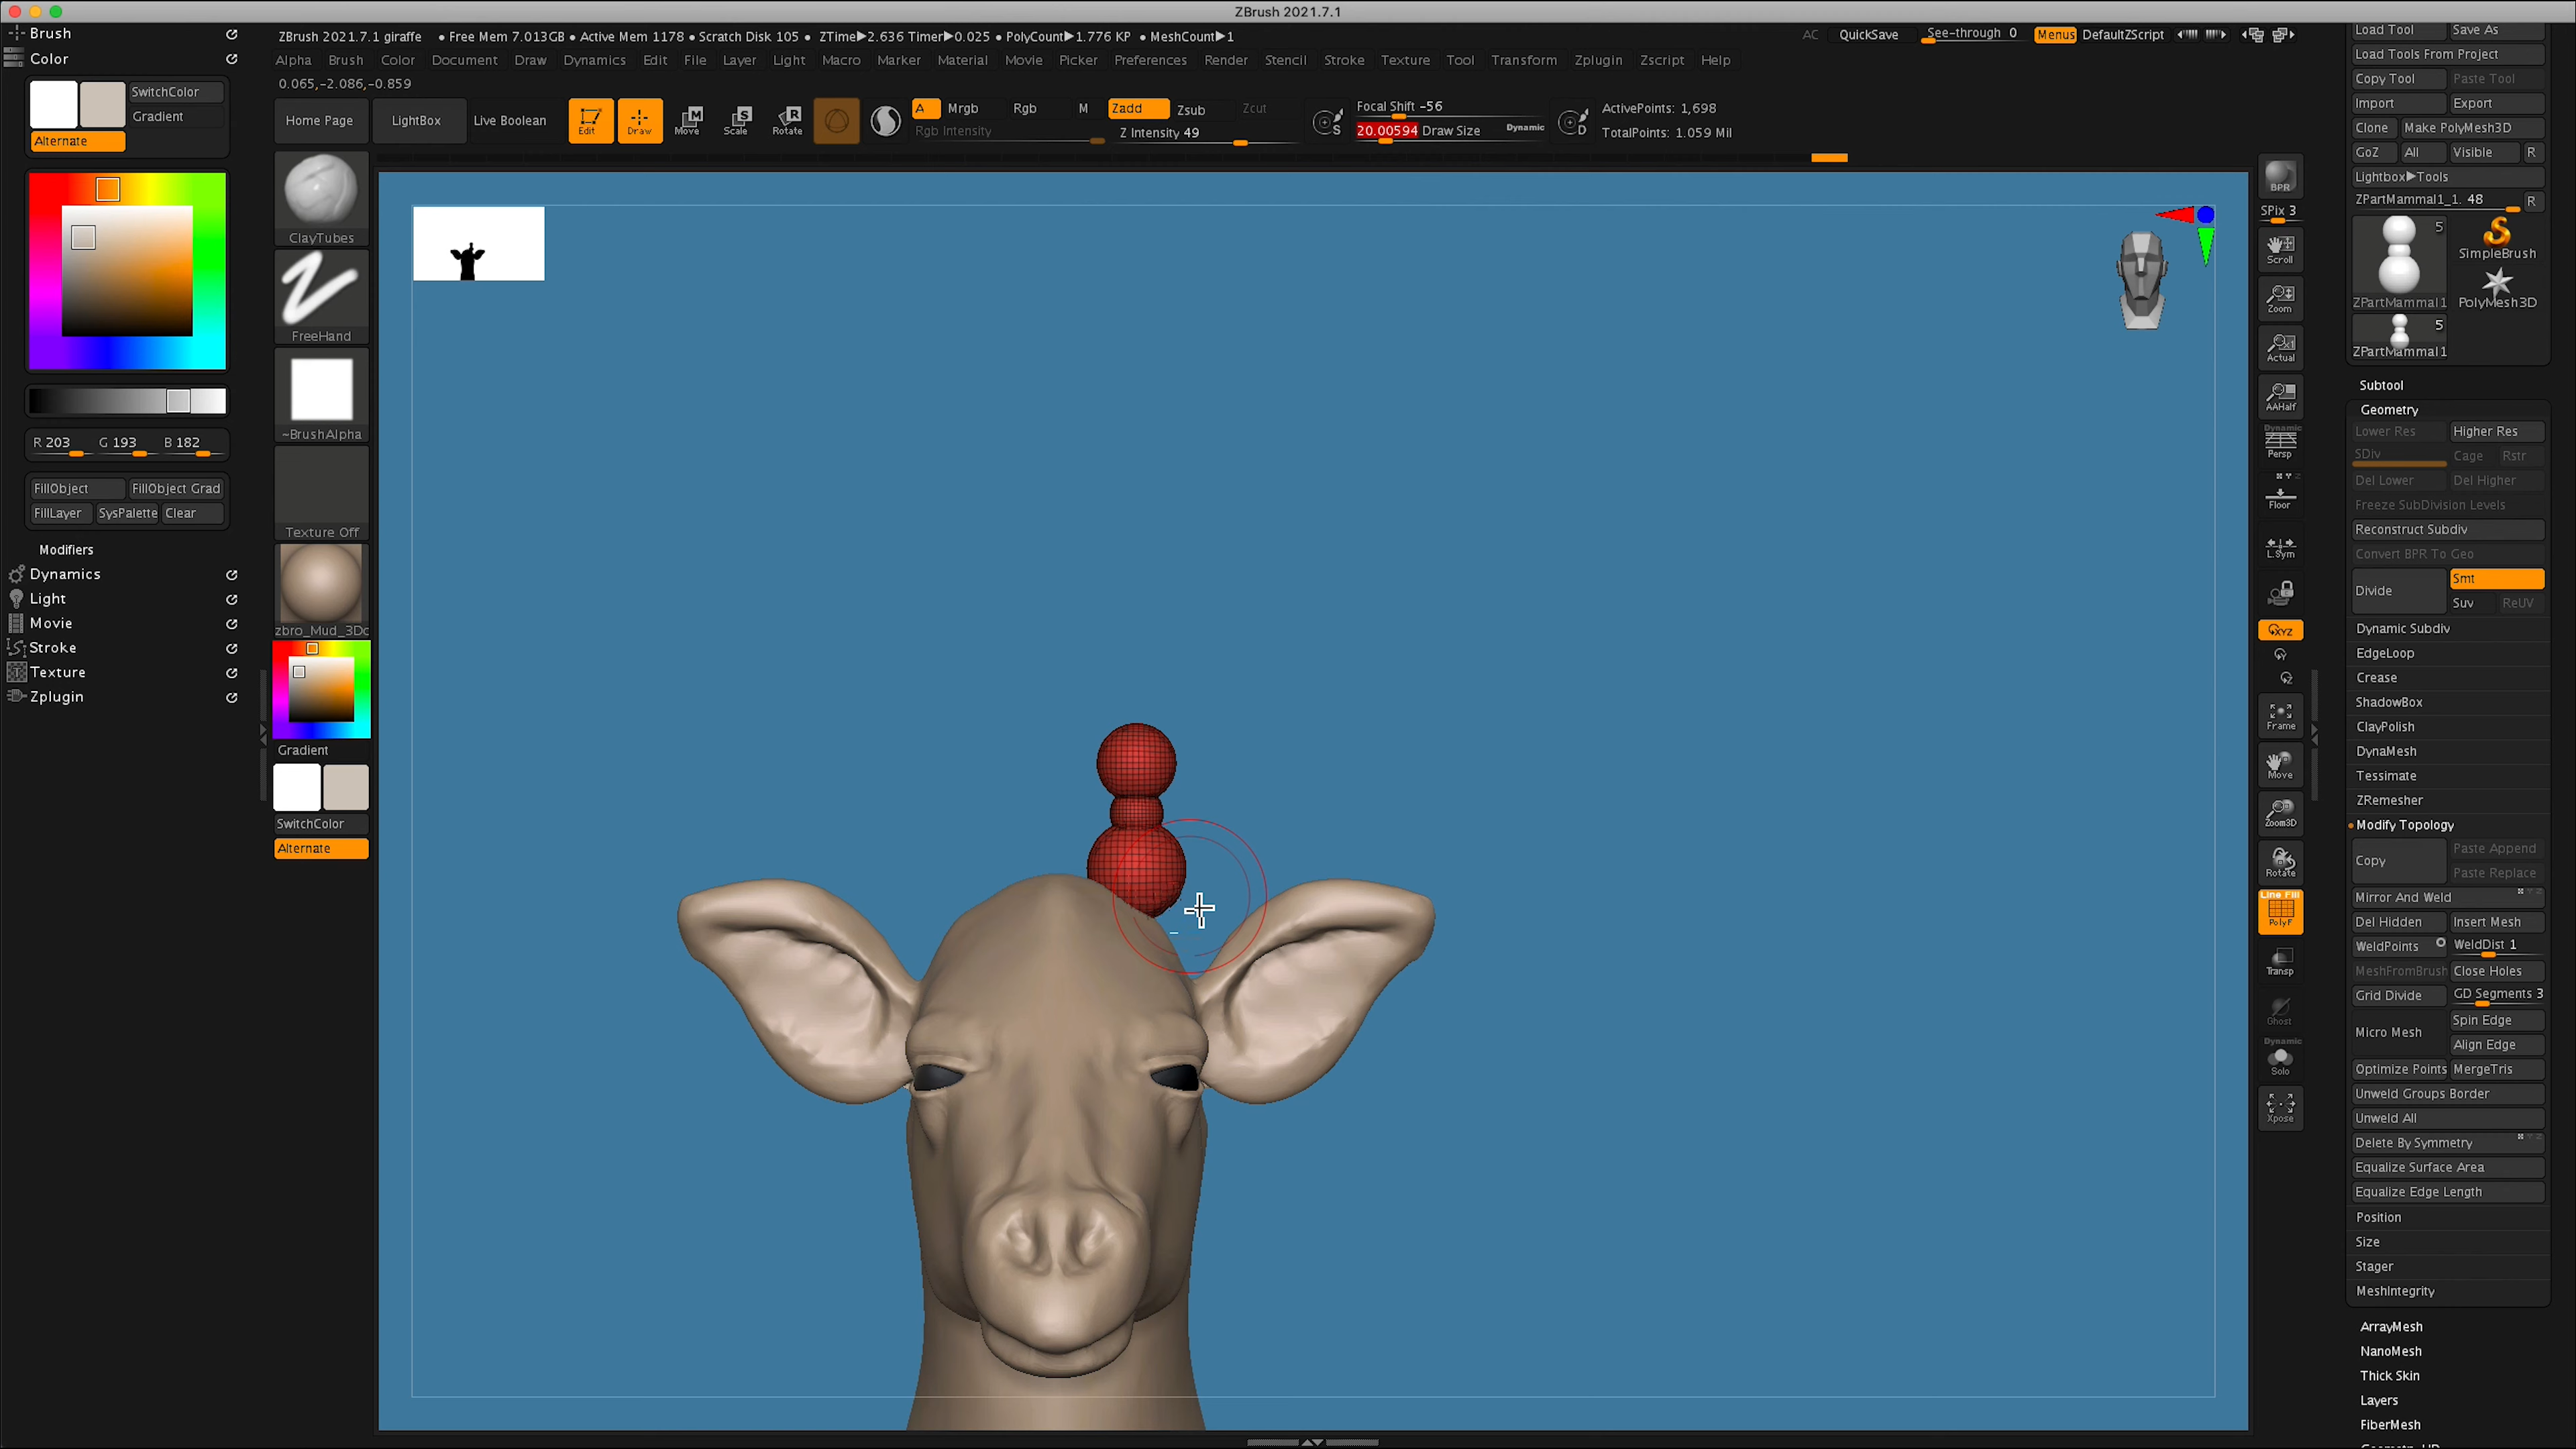 ZBrush 2021.7.1
Brush
Color
SwitchColor
Gradient
Alternate
R 203 G 193 B 182
FillObject FillObject Grad
FillLayer SysPalette Clear
Modifiers
Dynamics
Light
Movie
Stroke
Texture
Zplugin
ZBrush 2021.7.1 giraffe • Free Mem 7.013GB • Active Mem 1178 • Scratch Disk 105 • ZTime▶2.636 Timer▶0.025 • PolyCount▶1.776 KP • MeshCount▶1
AC QuickSave See-through 0 Menus DefaultZScript
Alpha Brush Color Document Draw Dynamics Edit File Layer Light Macro Marker Material Movie Picker Preferences Render Stencil Stroke Texture Tool Transform Zplugin Zscript Help
0.065,-2.086,-0.859
Home Page LightBox Live Boolean Edit Draw Move Scale Rotate
A Mrgb Rgb M Zadd Zsub Zcut
Rgb Intensity Z Intensity 49
S Focal Shift -56
20.00594 Draw Size Dynamic D
ActivePoints: 1,698
TotalPoints: 1.059 Mil
ClayTubes
FreeHand
~BrushAlpha
Texture Off
zbro_Mud_3Dc
Gradient
SwitchColor
Alternate
BPR
SPix 3
Scroll
Zoom
Actual
AAHalf
Dynamic
Persp
Floor
L.Sym
XYZ
Y
Z
Frame
Move
Zoom3D
Rotate
Line Fill
PolyF
Transp
Ghost
Dynamic
Solo
Xpose
Load Tool Save As
Load Tools From Project
Copy Tool Paste Tool
Import Export
Clone Make PolyMesh3D
GoZ All Visible R
Lightbox▶Tools
ZPartMammal1_1. 48 R
5
SimpleBrush
ZPartMammal1 PolyMesh3D
5
ZPartMammal1
Subtool
Geometry
Lower Res Higher Res
SDiv Cage Rstr
Del Lower Del Higher
Freeze SubDivision Levels
Reconstruct Subdiv
Convert BPR To Geo
Divide Smt
Suv ReUV
Dynamic Subdiv
EdgeLoop
Crease
ShadowBox
ClayPolish
DynaMesh
Tessimate
ZRemesher
Modify Topology
Copy Paste Append
Paste Replace
Mirror And Weld
Del Hidden Insert Mesh
WeldPoints WeldDist 1
MeshFromBrush Close Holes
Grid Divide GD Segments 3
Micro Mesh Spin Edge
Align Edge
Optimize Points MergeTris
Unweld Groups Border
Unweld All
Delete By Symmetry
Equalize Surface Area
Equalize Edge Length
Position
Size
Stager
MeshIntegrity
ArrayMesh
NanoMesh
Thick Skin
Layers
FiberMesh